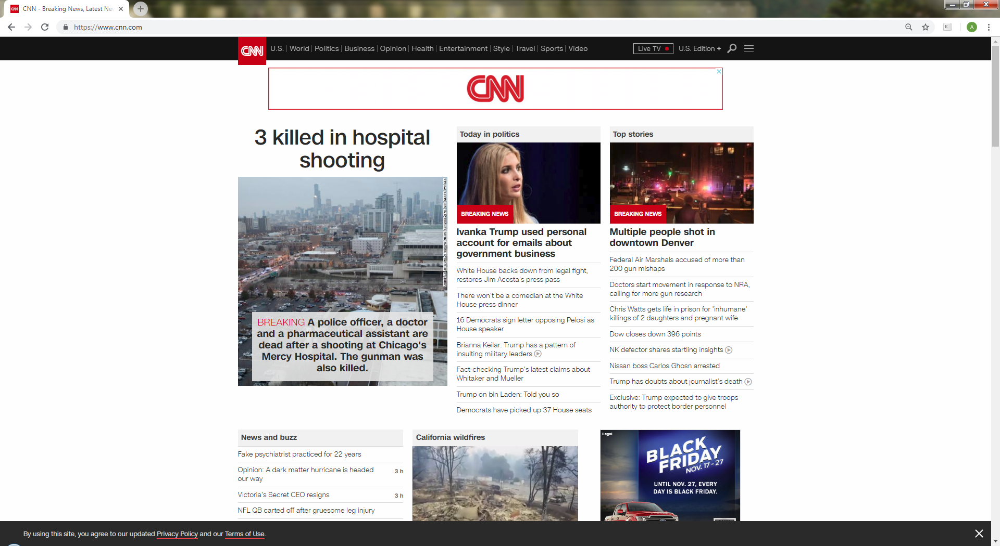 CNN - Breaking News, Latest Ne
https://www.cnn.com
A
CNN
U.S. | World | Politics | Business | Opinion | Health | Entertainment | Style | Travel | Sports | Video
Live TV
U.S. Edition +
CNN
3 killed in hospital
shooting
CHICAGO TRIBUNE/TRIBUNE NEWS SERVICE/TNS VIA GETTY IMAGES
BREAKING A police officer, a doctor
and a pharmaceutical assistant are
dead after a shooting at Chicago's
Mercy Hospital. The gunman was
also killed.
Today in politics
BREAKING NEWS
Ivanka Trump used personal
account for emails about
government business
White House backs down from legal fight,
restores Jim Acosta's press pass
There won't be a comedian at the White
House press dinner
16 Democrats sign letter opposing Pelosi as
House speaker
Brianna Keilar: Trump has a pattern of
insulting military leaders
Fact-checking Trump's latest claims about
Whitaker and Mueller
Trump on bin Laden: Told you so
Democrats have picked up 37 House seats
Top stories
BREAKING NEWS
Multiple people shot in
downtown Denver
Federal Air Marshals accused of more than
200 gun mishaps
Doctors start movement in response to NRA,
calling for more gun research
Chris Watts gets life in prison for 'inhumane'
killings of 2 daughters and pregnant wife
Dow closes down 396 points
NK defector shares startling insights
Nissan boss Carlos Ghosn arrested
Trump has doubts about journalist's death
Exclusive: Trump expected to give troops
authority to protect border personnel
News and buzz
Fake psychiatrist practiced for 22 years
Opinion: A dark matter hurricane is headed
our way
3 h
Victoria's Secret CEO resigns
3 h
NFL QB carted off after gruesome leg injury
California wildfires
Legal
BLACK
FRIDAY
NOV. 17 - 27
UNTIL NOV. 27, EVERY
DAY IS BLACK FRIDAY.
By using this site, you agree to our updated Privacy Policy and our Terms of Use.